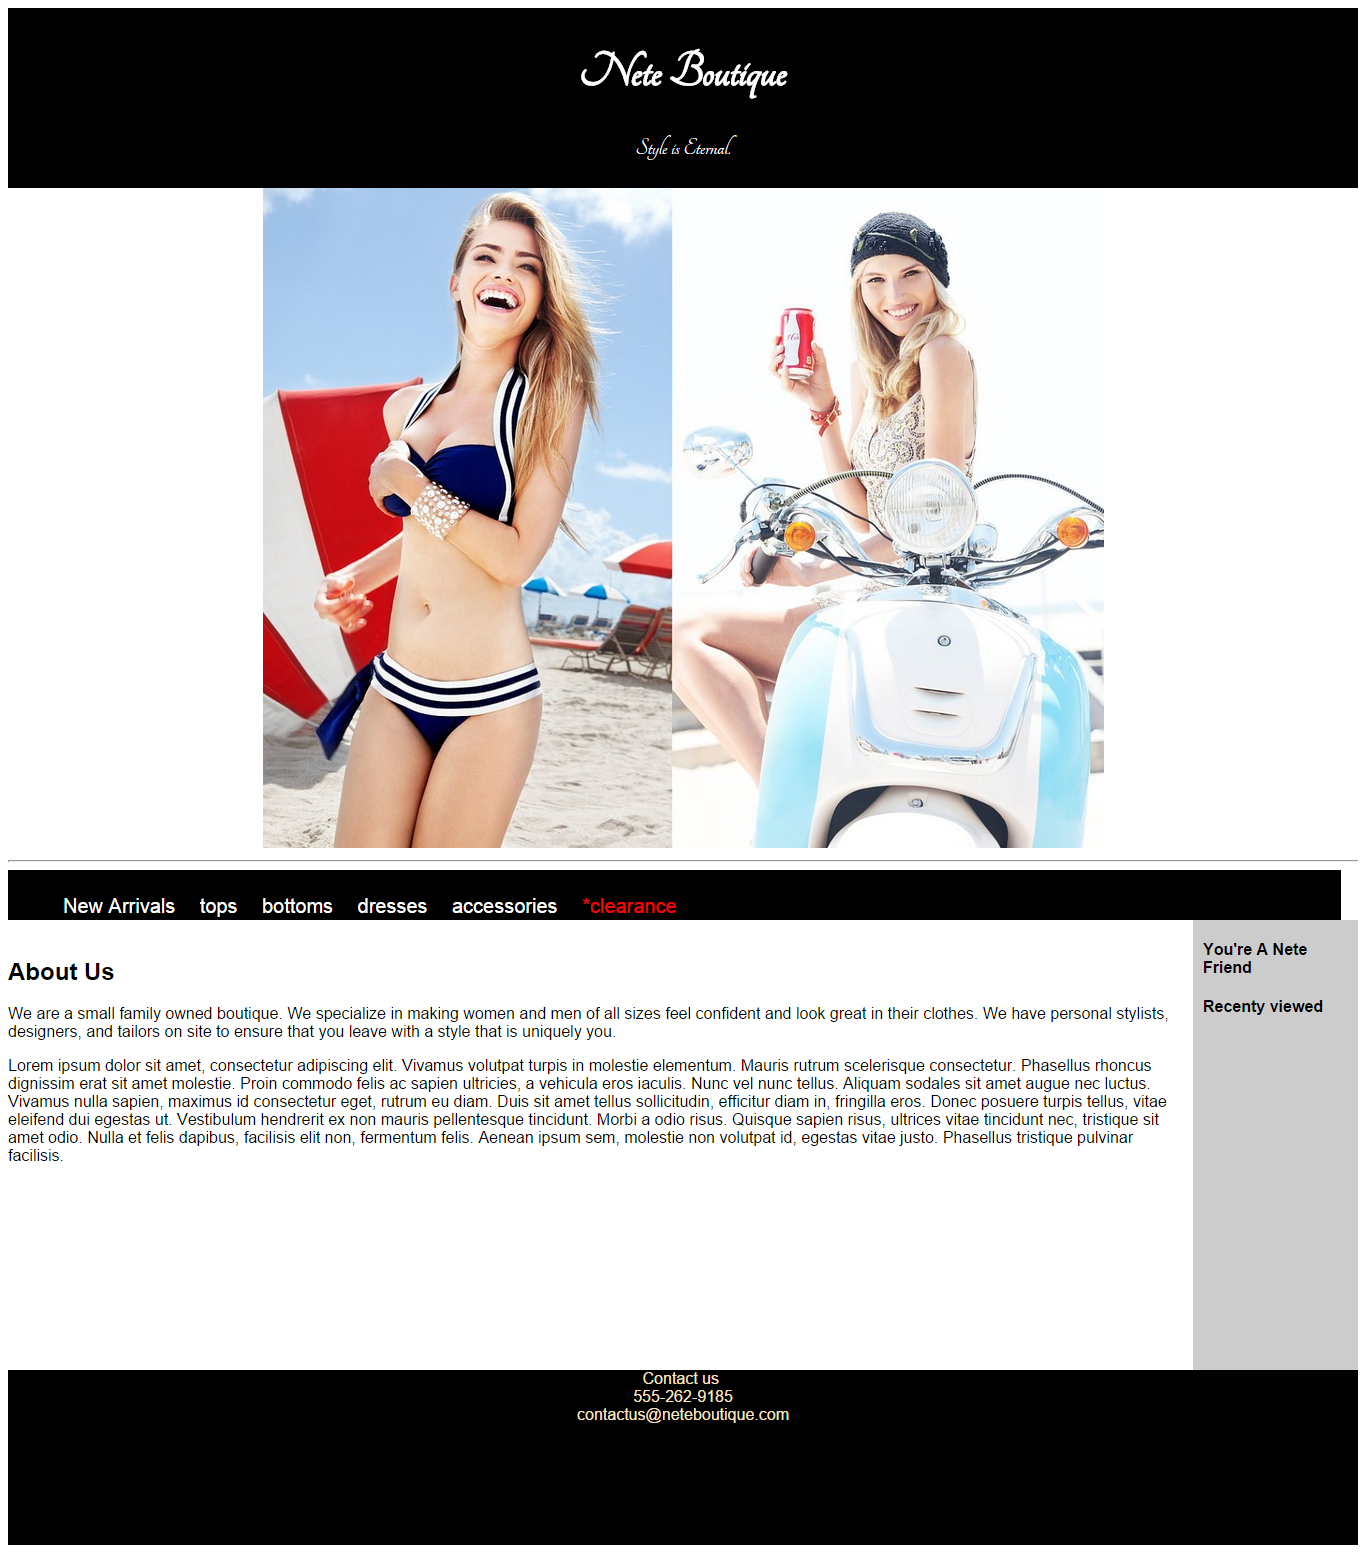 Nete Boutique
Style is Eternal.
New Arrivals tops bottoms dresses accessories *clearance
About Us
We are a small family owned boutique. We specialize in making women and men of all sizes feel confident and look great in their clothes. We have personal stylists,
designers, and tailors on site to ensure that you leave with a style that is uniquely you.
Lorem ipsum dolor sit amet, consectetur adipiscing elit. Vivamus volutpat turpis in molestie elementum. Mauris rutrum scelerisque consectetur. Phasellus rhoncus
dignissim erat sit amet molestie. Proin commodo felis ac sapien ultricies, a vehicula eros iaculis. Nunc vel nunc tellus. Aliquam sodales sit amet augue nec luctus.
Vivamus nulla sapien, maximus id consectetur eget, rutrum eu diam. Duis sit amet tellus sollicitudin, efficitur diam in, fringilla eros. Donec posuere turpis tellus, vitae
eleifend dui egestas ut. Vestibulum hendrerit ex non mauris pellentesque tincidunt. Morbi a odio risus. Quisque sapien risus, ultrices vitae tincidunt nec, tristique sit
amet odio. Nulla et felis dapibus, facilisis elit non, fermentum felis. Aenean ipsum sem, molestie non volutpat id, egestas vitae justo. Phasellus tristique pulvinar
facilisis.
You're A Nete
Friend
Recenty viewed
Contact us
555-262-9185
contactus@neteboutique.com